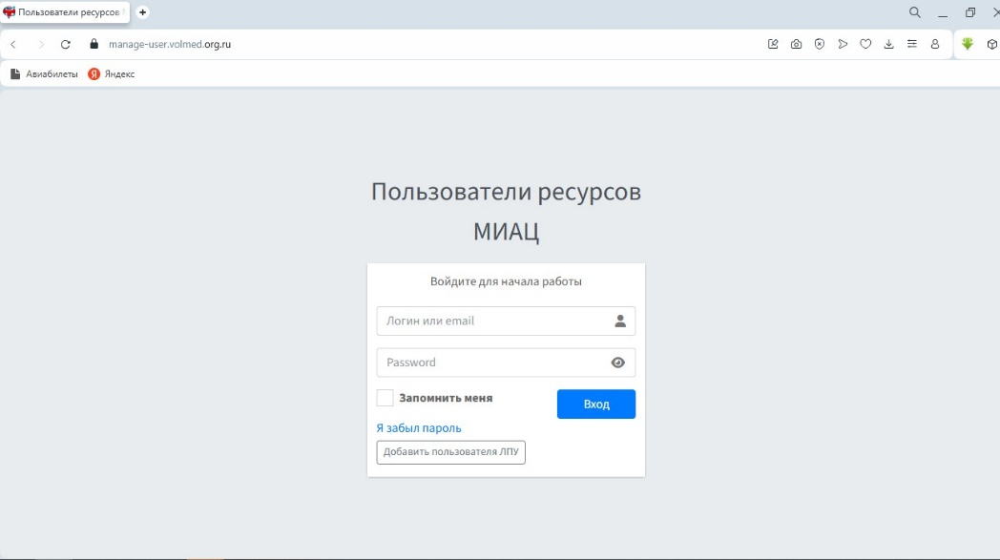 Пользователи ресурсов
manage-user.volmed.org.ru
Авиабилеты
Яндекс
Пользователи ресурсов
МИАЦ
Войдите для начала работы
Логин или email
Password
Запомнить меня
Вход
Я забыл пароль
Добавить пользователя ЛПУ